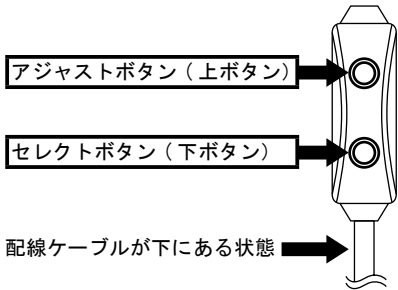 アジャストボタン ( 上ボタン)
セレクトボタン ( 下ボタン)
配線ケーブルが下にある状態